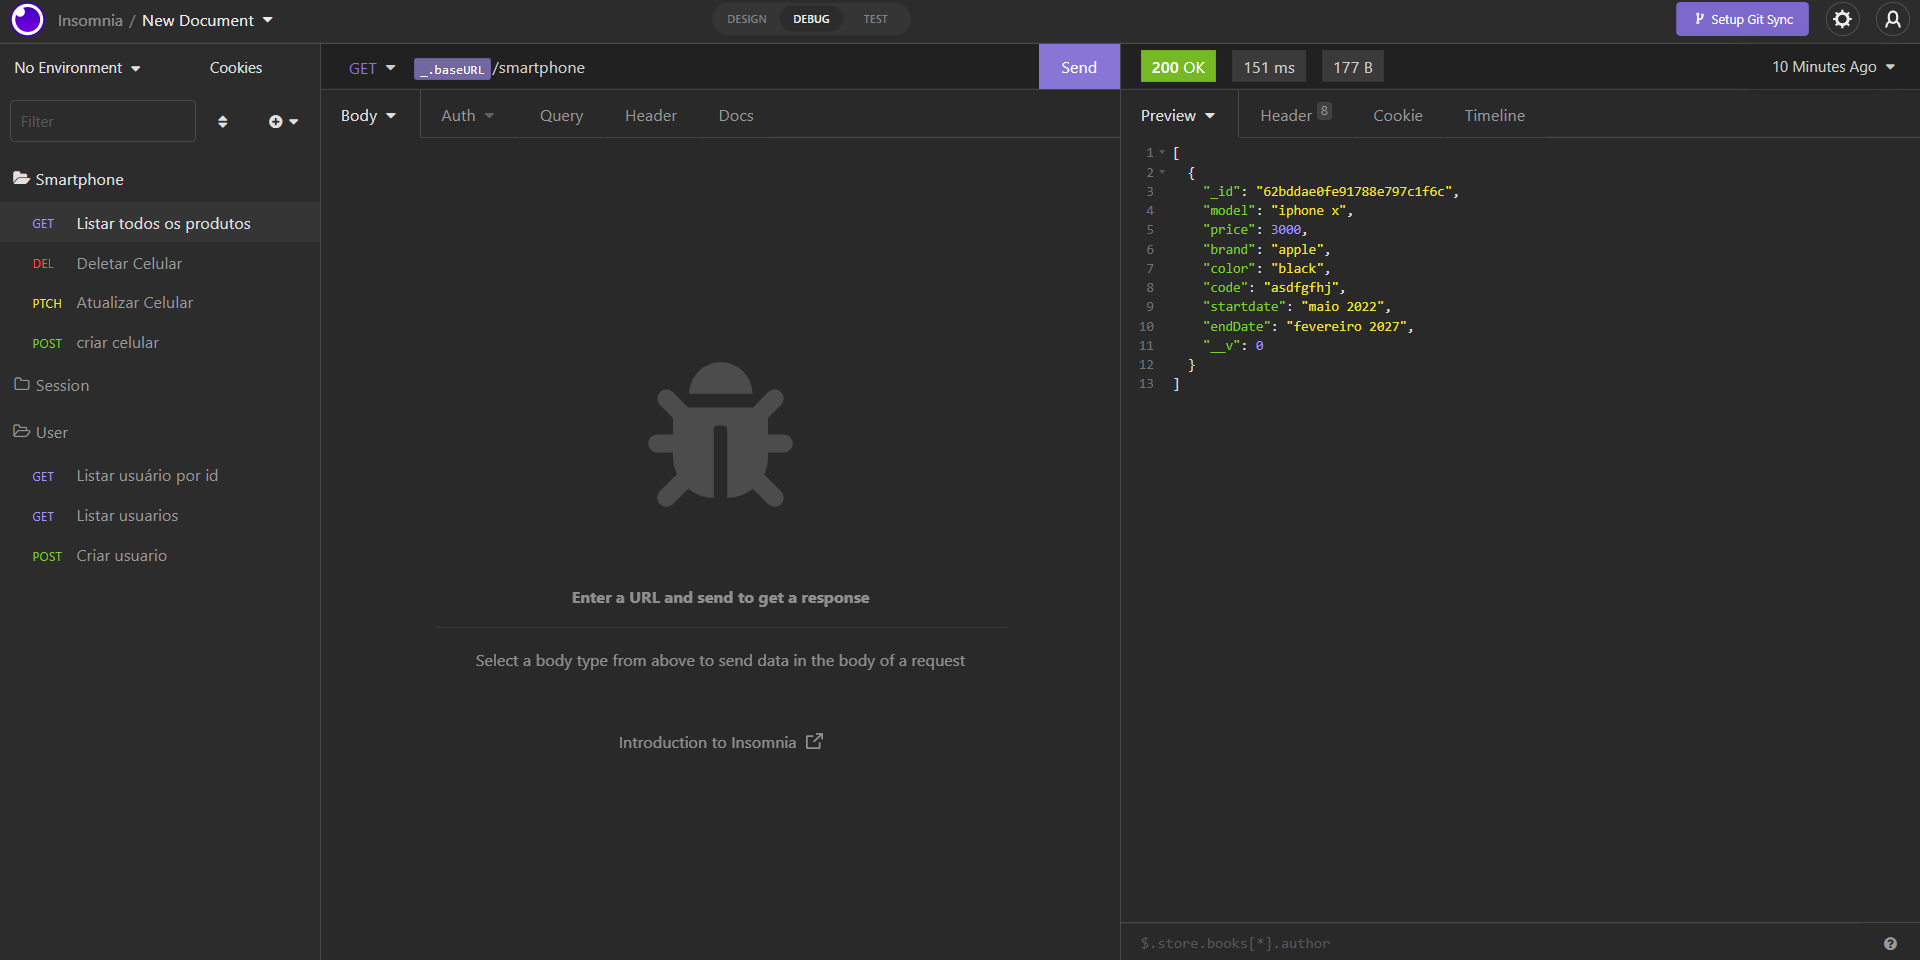 Insomnia / New Document
DESIGN DEBUG TEST
Setup Git Sync
No Environment Cookies
Filter
Smartphone
GET Listar todos os produtos
DEL Deletar Celular
PTCH Atualizar Celular
POST criar celular
Session
User
GET Listar usuário por id
GET Listar usuarios
POST Criar usuario
GET _.baseURL/smartphone Send
Body Auth Query Header Docs
Enter a URL and send to get a response
Select a body type from above to send data in the body of a request
Introduction to Insomnia
200 OK 151 ms 177 B 10 Minutes Ago
Preview Header 8 Cookie Timeline
1 [
2 {
3 "_id": "62bddae0fe91788e797c1f6c",
4 "model": "iphone x",
5 "price": 3000,
6 "brand": "apple",
7 "color": "black",
8 "code": "asdfgfhj",
9 "startdate": "maio 2022",
10 "endDate": "fevereiro 2027",
11 "__v": 0
12 }
13 ]
$.store.books[*].author